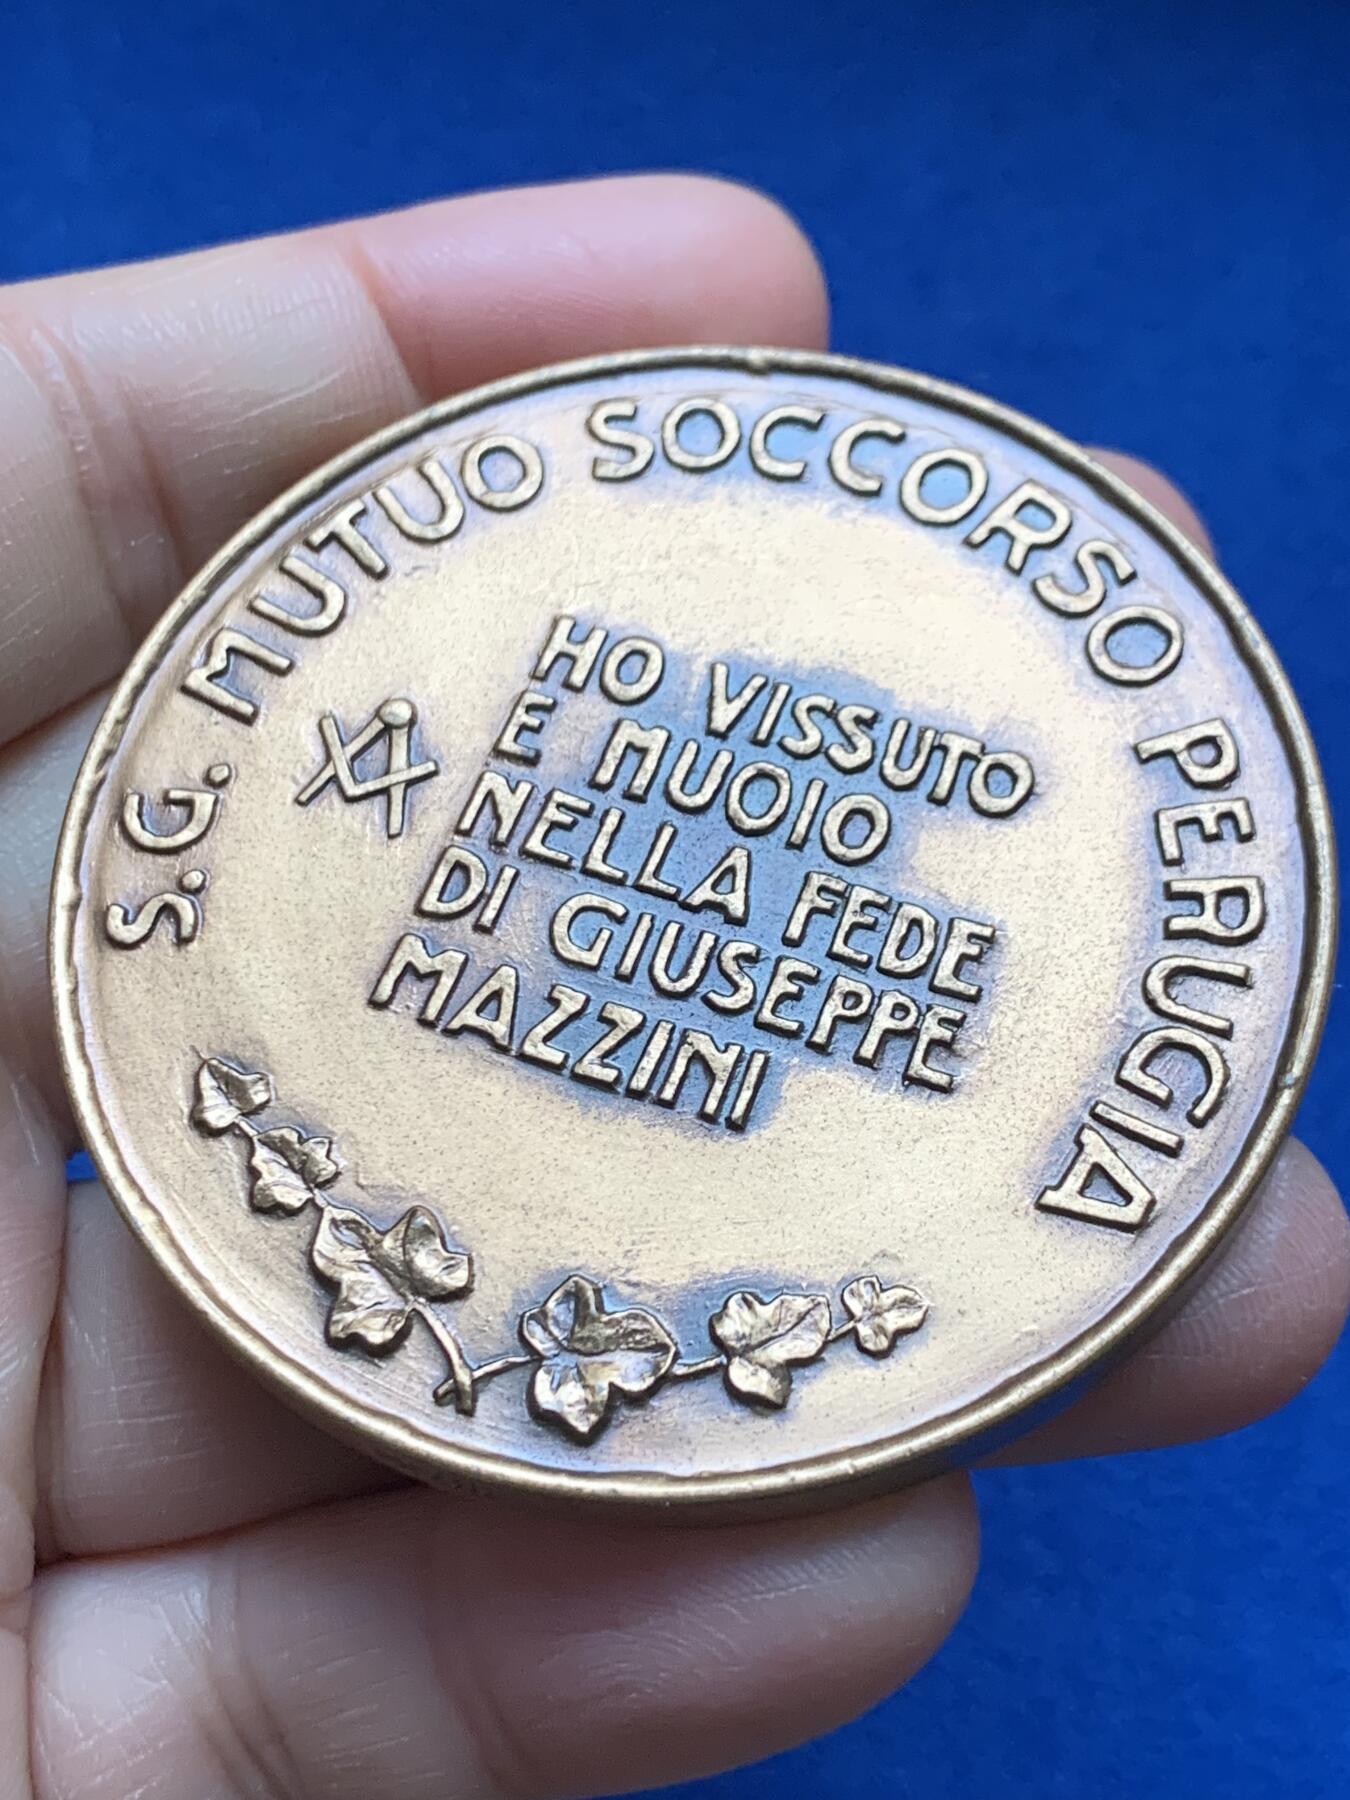 S.G. MUTUO SOCCORSO PERUGIA
HO VISSUTO
E MUOIO
NELLA FEDE
DI GIUSEPPE
MAZZINI